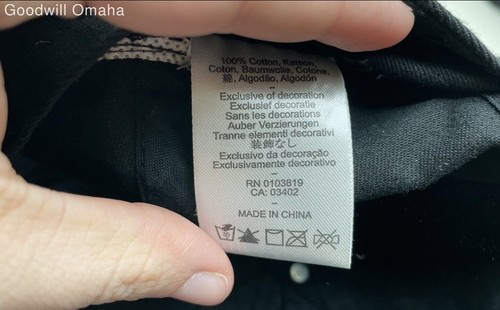 Goodwill Omaha
100% Cotton, Katoen,
Coton, Baumwolle, Cotone,
綿, Algodão, Algodón
–
Exclusive of decoration
Exclusief decoratie
Sans les decorations
Auber Verzierungen
Tranne elementi decorativi
装飾なし
Exclusivo da decoração
Exclusivamente decorativo
–
RN 0103819
CA: 03402
–
MADE IN CHINA